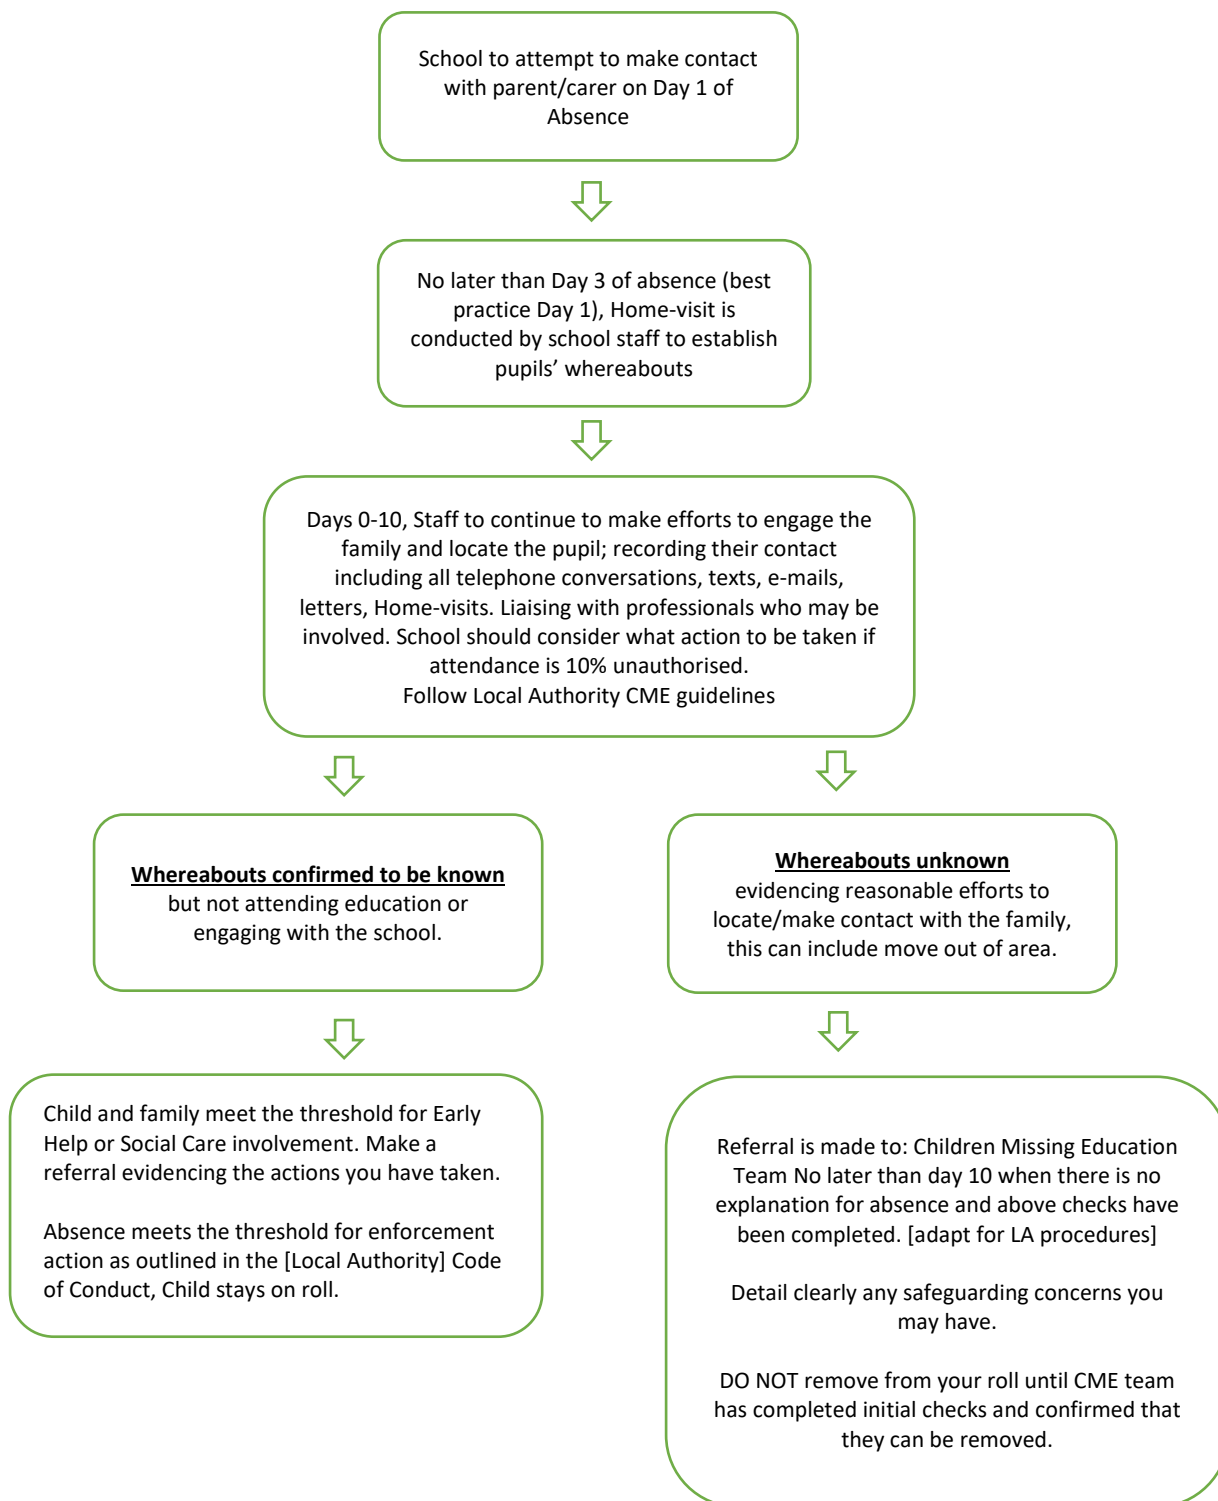 School to attempt to make contact
with parent/carer on Day 1 of
Absence
No later than Day 3 of absence (best
practice Day 1), Home-visit is
conducted by school staff to establish
pupils’ whereabouts
Days 0-10, Staff to continue to make efforts to engage the
family and locate the pupil; recording their contact
including all telephone conversations, texts, e-mails,
letters, Home-visits. Liaising with professionals who may be
involved. School should consider what action to be taken if
attendance is 10% unauthorised.
Follow Local Authority CME guidelines
Whereabouts confirmed to be known
but not attending education or
engaging with the school.
Whereabouts unknown
evidencing reasonable efforts to
locate/make contact with the family,
this can include move out of area.
Child and family meet the threshold for Early
Help or Social Care involvement. Make a
referral evidencing the actions you have taken.
Absence meets the threshold for enforcement
action as outlined in the [Local Authority] Code
of Conduct, Child stays on roll.
Referral is made to: Children Missing Education
Team No later than day 10 when there is no
explanation for absence and above checks have
been completed. [adapt for LA procedures]
Detail clearly any safeguarding concerns you
may have.
DO NOT remove from your roll until CME team
has completed initial checks and confirmed that
they can be removed.